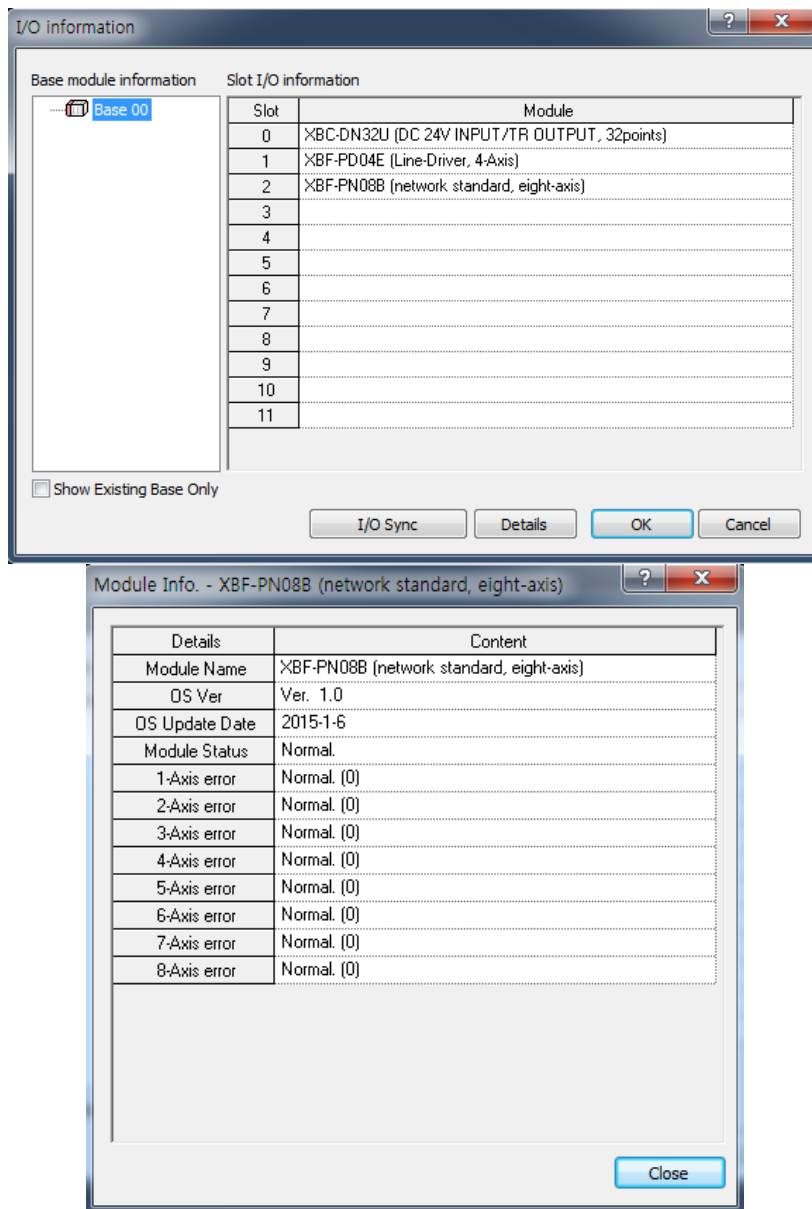 I/O information
Base module information Slot I/O information
Base 00
Slot Module
0 XBC-DN32U (DC 24V INPUT/TR OUTPUT, 32points)
1 XBF-PD04E (Line-Driver, 4-Axis)
2 XBF-PN08B (network standard, eight-axis)
3
4
5
6
7
8
9
10
11
Show Existing Base Only
I/O Sync Details OK Cancel
Module Info. - XBF-PN08B (network standard, eight-axis)
Details Content
Module Name XBF-PN08B (network standard, eight-axis)
OS Ver Ver. 1.0
OS Update Date 2015-1-6
Module Status Normal.
1-Axis error Normal. (0)
2-Axis error Normal. (0)
3-Axis error Normal. (0)
4-Axis error Normal. (0)
5-Axis error Normal. (0)
6-Axis error Normal. (0)
7-Axis error Normal. (0)
8-Axis error Normal. (0)
Close